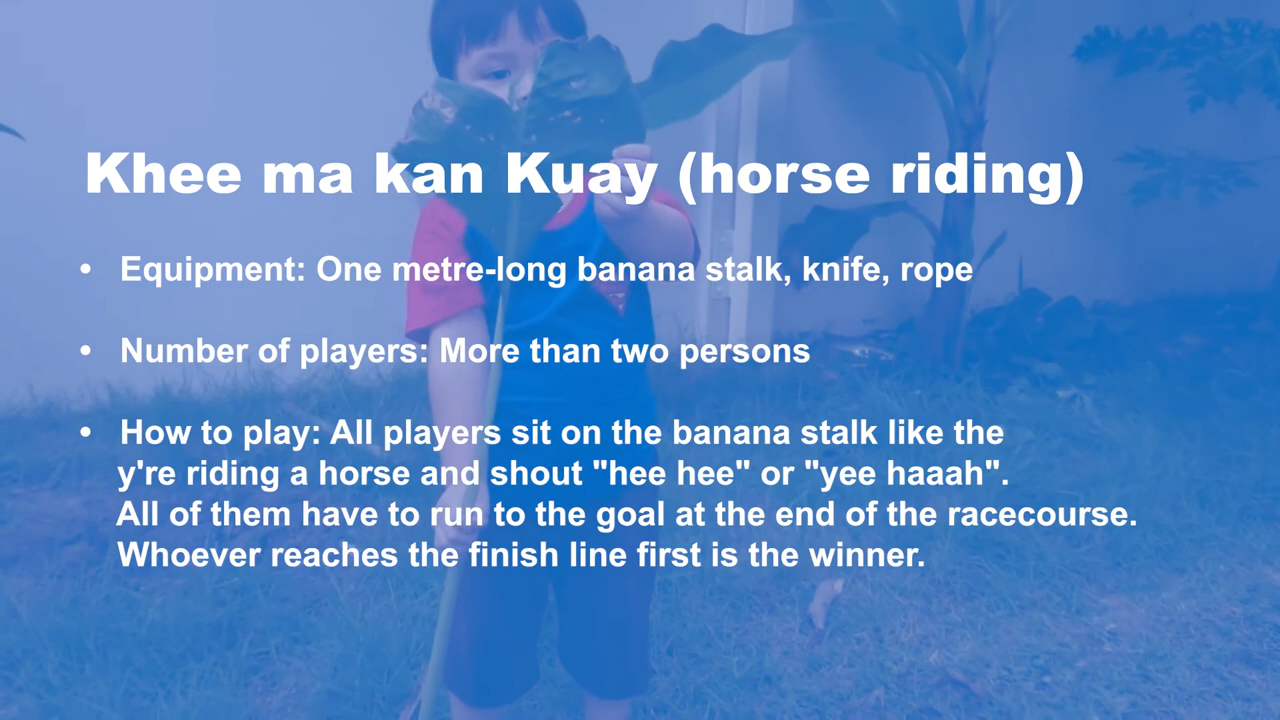 Khee ma kan Kuay (horse riding)
• Equipment: One metre-long banana stalk, knife, rope
• Number of players: More than two persons
• How to play: All players sit on the banana stalk like the
y're riding a horse and shout "hee hee" or "yee haaah".
All of them have to run to the goal at the end of the racecourse.
Whoever reaches the finish line first is the winner.